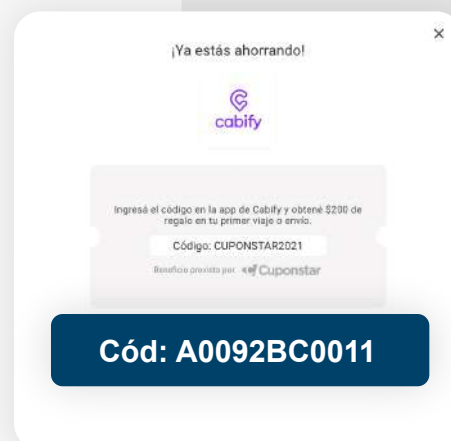 ¡Ya estás ahorrando!
cabify
Ingresá el código en la app de Cabify y obtené $200 de
regalo en tu primer viaje o envío.
Código: CUPONSTAR2021
Beneficio provisto por Cuponstar
Cód: A0092BC0011